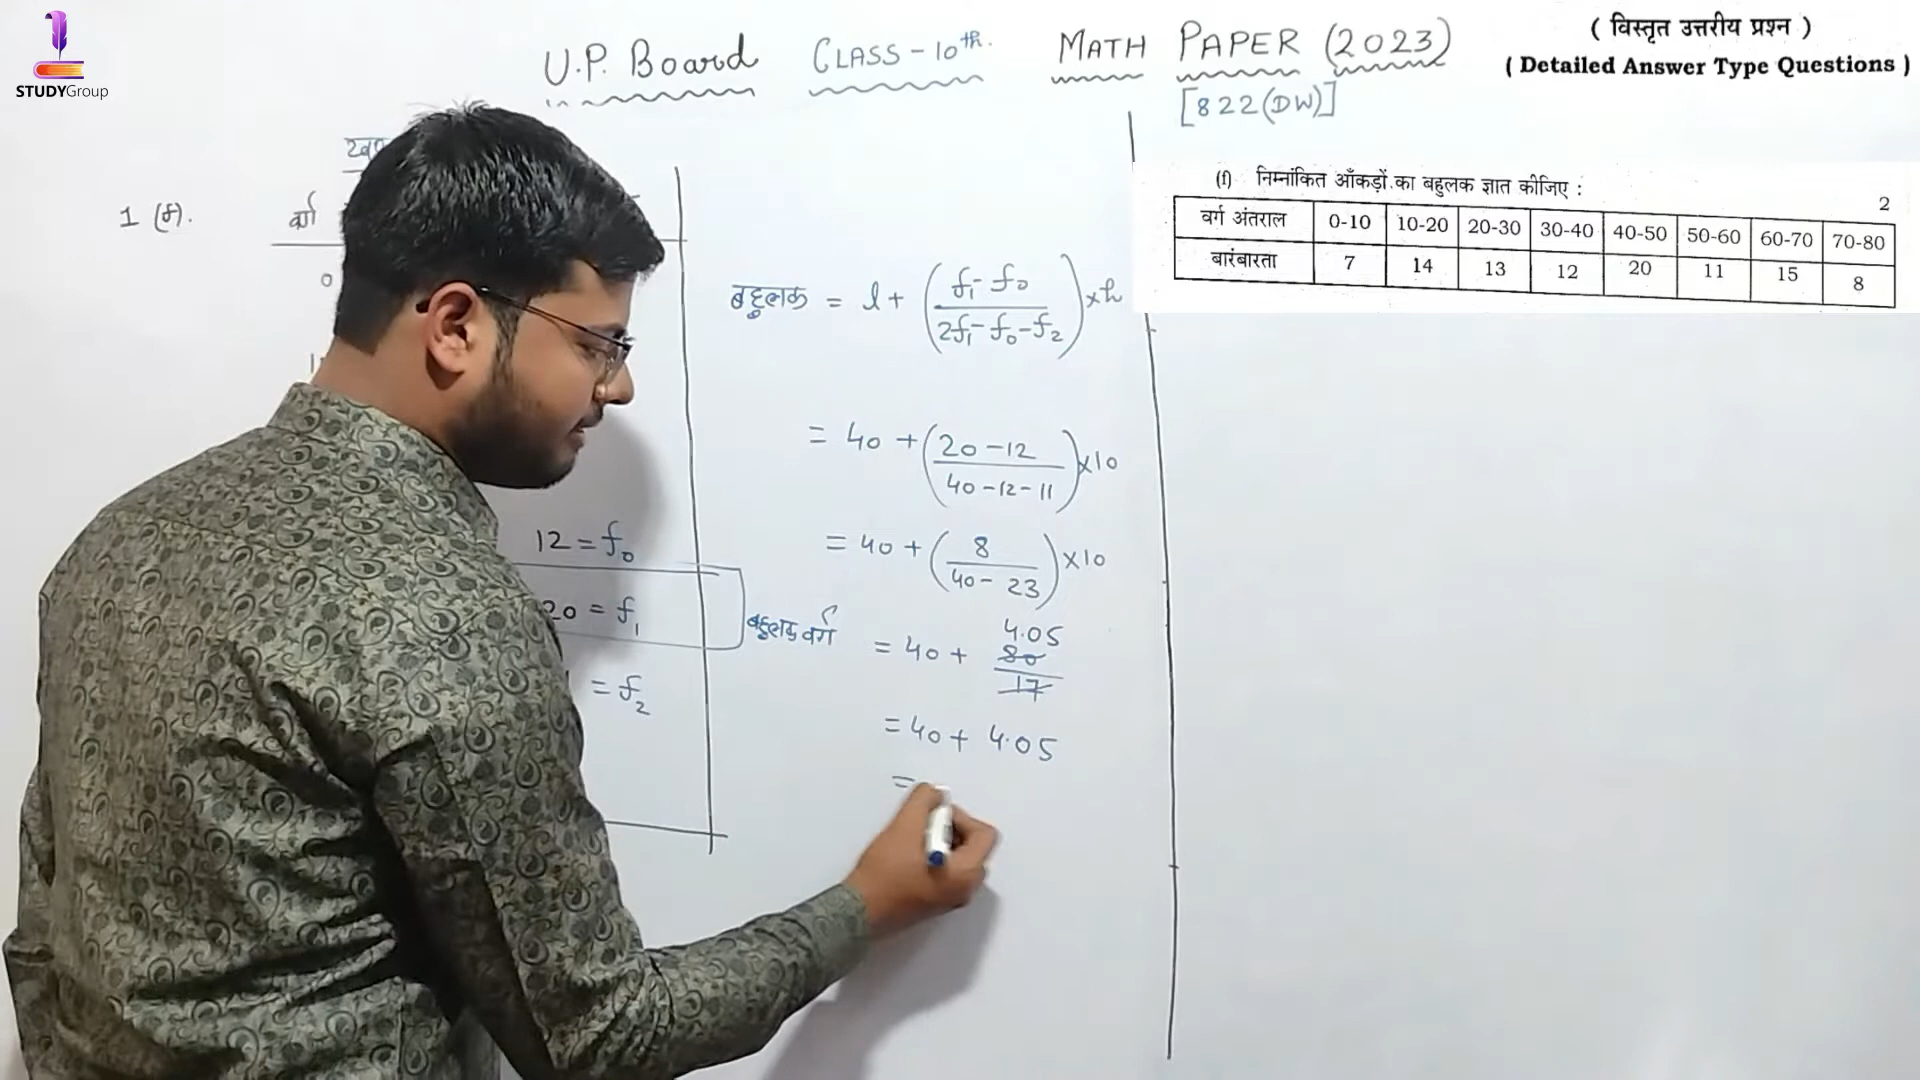 STUDYGroup
U.P. Board CLASS-10th. MATH PAPER (2023)
[822(DW)]
( विस्तृत उत्तरीय प्रश्न )
( Detailed Answer Type Questions )
1 (f). वर्ग
0
12 = f0
20 = f1
= f2
बहुलक वर्ग
बहुलक = l + ( f1 - f0 / 2f1 - f0 - f2 ) × h
= 40 + ( 20 - 12 / 40 - 12 - 11 ) × 10
= 40 + ( 8 / 40 - 23 ) × 10
4.05
= 40 + 80 / 17
= 40 + 4.05
=
(f) निम्नांकित आँकड़ों का बहुलक ज्ञात कीजिए :
2
वर्ग अंतराल 0-10 10-20 20-30 30-40 40-50 50-60 60-70 70-80
बारंबारता 7 14 13 12 20 11 15 8